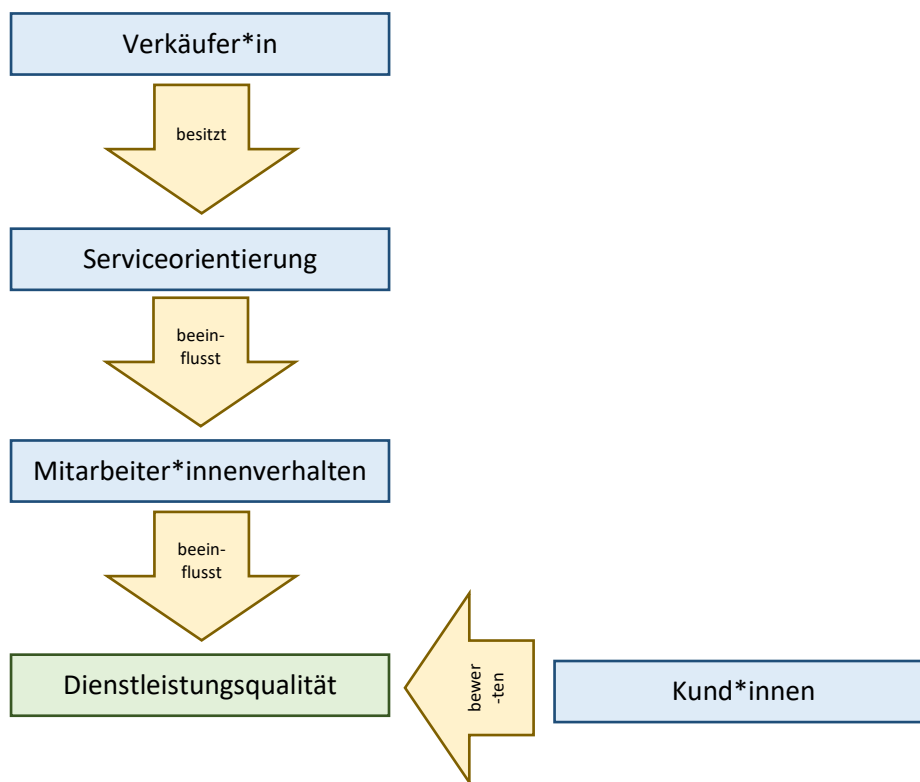 Verkäufer*in
besitzt
Serviceorientierung
beein-
flusst
Mitarbeiter*innenverhalten
beein-
flusst
Dienstleistungsqualität
bewer
-ten
Kund*innen